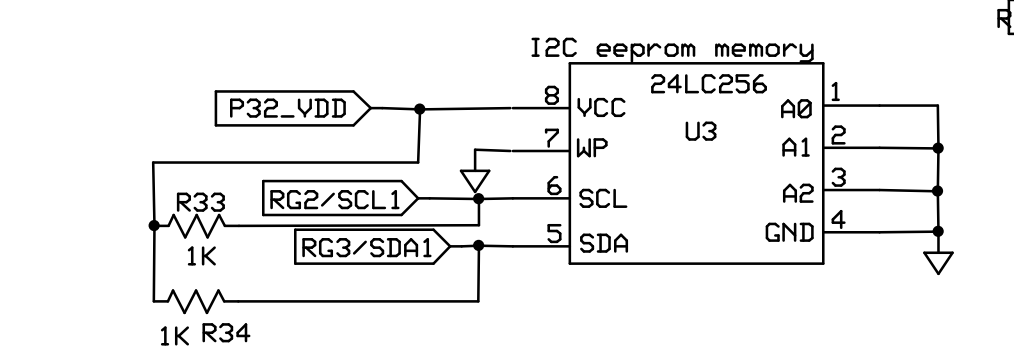 I2C eeprom memory
R
24LC256
U3
P32_VDD
8
VCC
A0
1
7
WP
A1
2
RG2/SCL1
6
SCL
A2
3
R33
1K
RG3/SDA1
5
SDA
GND
4
1K R34